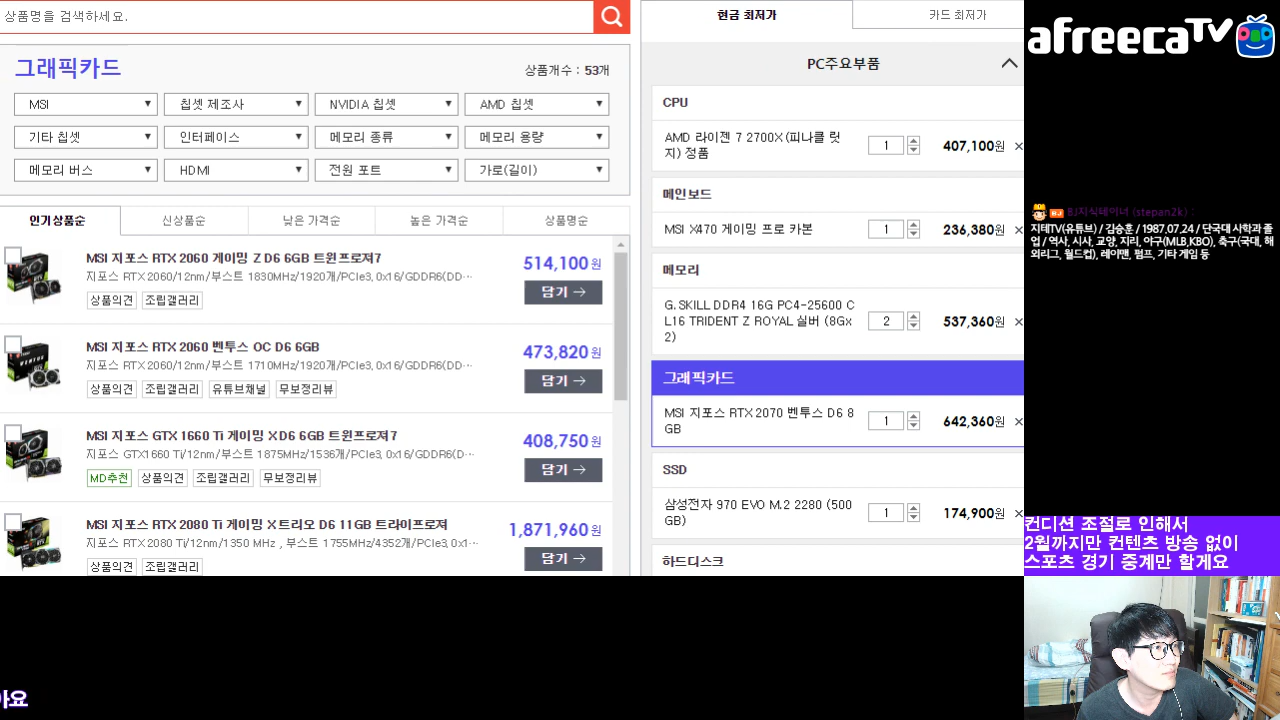 상품명을 검색하세요.
그래픽카드
상품개수 : 53개
MSI
칩셋 제조사
NVIDIA 칩셋
AMD 칩셋
기타 칩셋
인터페이스
메모리 종류
메모리 용량
메모리 버스
HDMI
전원 포트
가로(길이)
인기상품순
신상품순
낮은 가격순
높은 가격순
상품명순
MSI 지포스 RTX 2060 게이밍 Z D6 6GB 트윈프로져7
지포스 RTX 2060/12nm/부스트 1830MHz/1920개/PCIe3.0x16/GDDR6(DD…
상품의견
조립갤러리
514,100원
담기 →
MSI 지포스 RTX 2060 벤투스 OC D6 6GB
지포스 RTX 2060/12nm/부스트 1710MHz/1920개/PCIe3.0x16/GDDR6(DD…
상품의견
조립갤러리
유튜브채널
무보정리뷰
473,820원
담기 →
MSI 지포스 GTX 1660 Ti 게이밍 X D6 6GB 트윈프로져7
지포스 GTX1660 Ti/12nm/부스트 1875MHz/1536개/PCIe3.0x16/GDDR6(D…
MD추천
상품의견
조립갤러리
무보정리뷰
408,750원
담기 →
MSI 지포스 RTX 2080 Ti 게이밍 X 트리오 D6 11GB 트라이프로져
지포스 RTX 2080 Ti/12nm/1350 MHz , 부스트 1755MHz/4352개/PCIe3.0x1…
상품의견
조립갤러리
1,871,960원
담기 →
현금 최저가
카드 최저가
PC주요부품
CPU
AMD 라이젠 7 2700X (피나클 릿
지) 정품
1
407,100원 ×
메인보드
MSI X470 게이밍 프로 카본
1
236,380원 ×
메모리
G.SKILL DDR4 16G PC4-25600 C
L16 TRIDENT Z ROYAL 실버 (8Gx
2)
2
537,360원 ×
그래픽카드
MSI 지포스 RTX 2070 벤투스 D6 8
GB
1
642,360원 ×
SSD
삼성전자 970 EVO M.2 2280 (500
GB)
1
174,900원 ×
하드디스크
afreecaTV
BJ BJ지식테이너 (stepan2k) :
지테TV(유튜브) / 김승훈 / 1987.07.24 / 단국대 사학과 졸
업 / 역사, 시사, 교양, 지리, 야구(MLB,KBO), 축구(국대, 해
외리그, 월드컵), 레이맨, 펌프, 기타 게임 등
컨디션 조절로 인해서
2월까지만 컨텐츠 방송 없이
스포츠 경기 중계만 할게요
아요